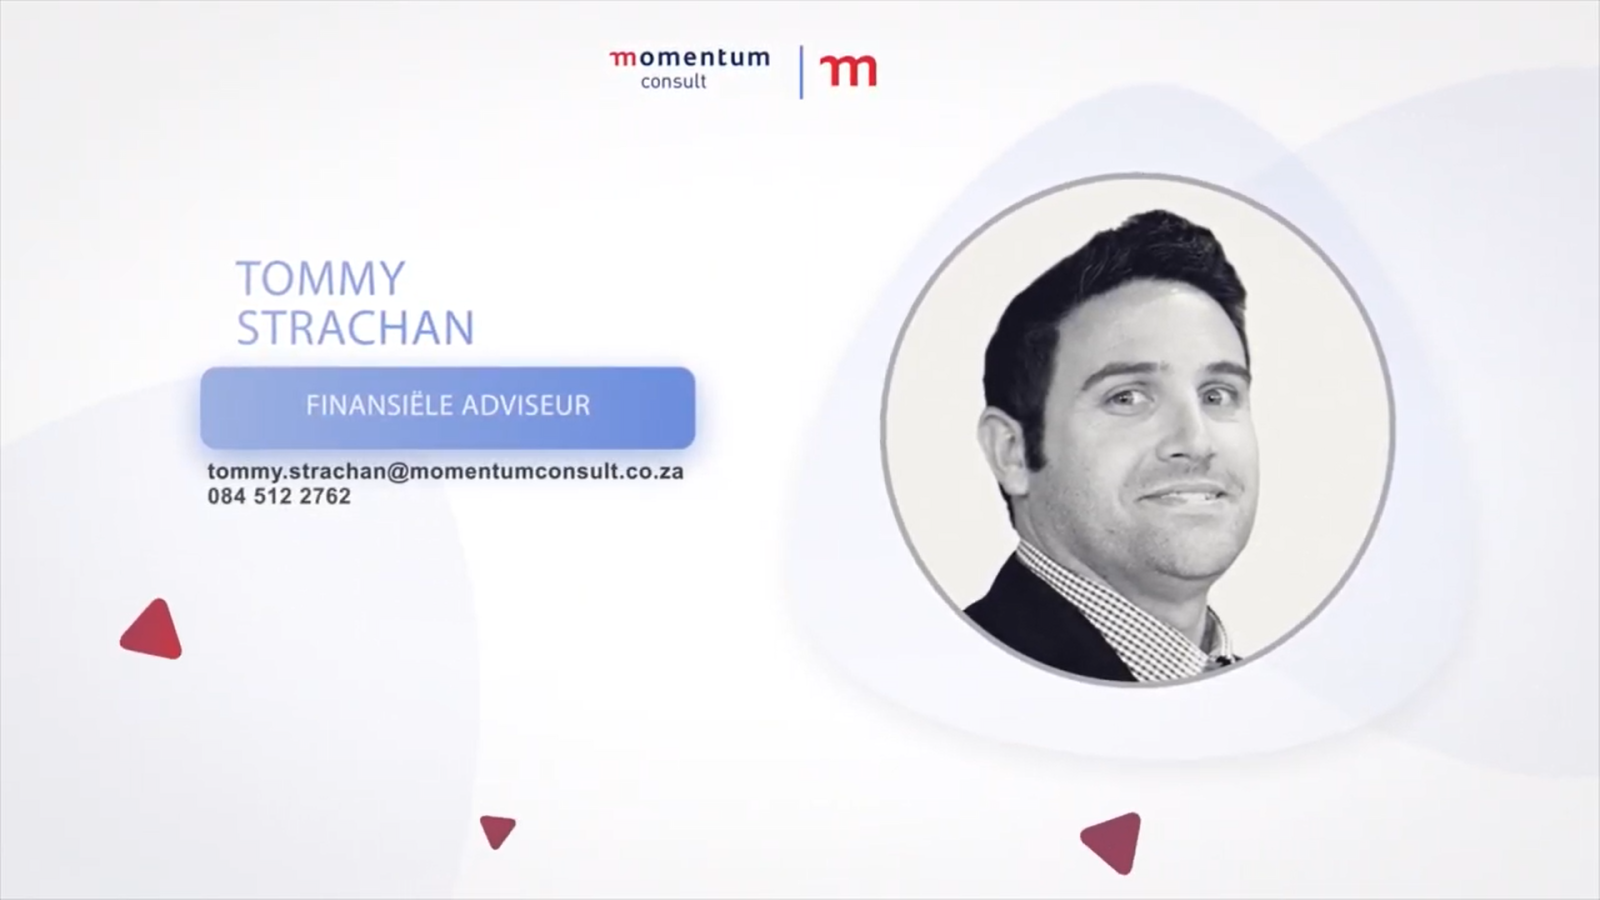 momentum
consult
m
TOMMY
STRACHAN
FINANSIËLE ADVISEUR
tommy.strachan@momentumconsult.co.za
084 512 2762